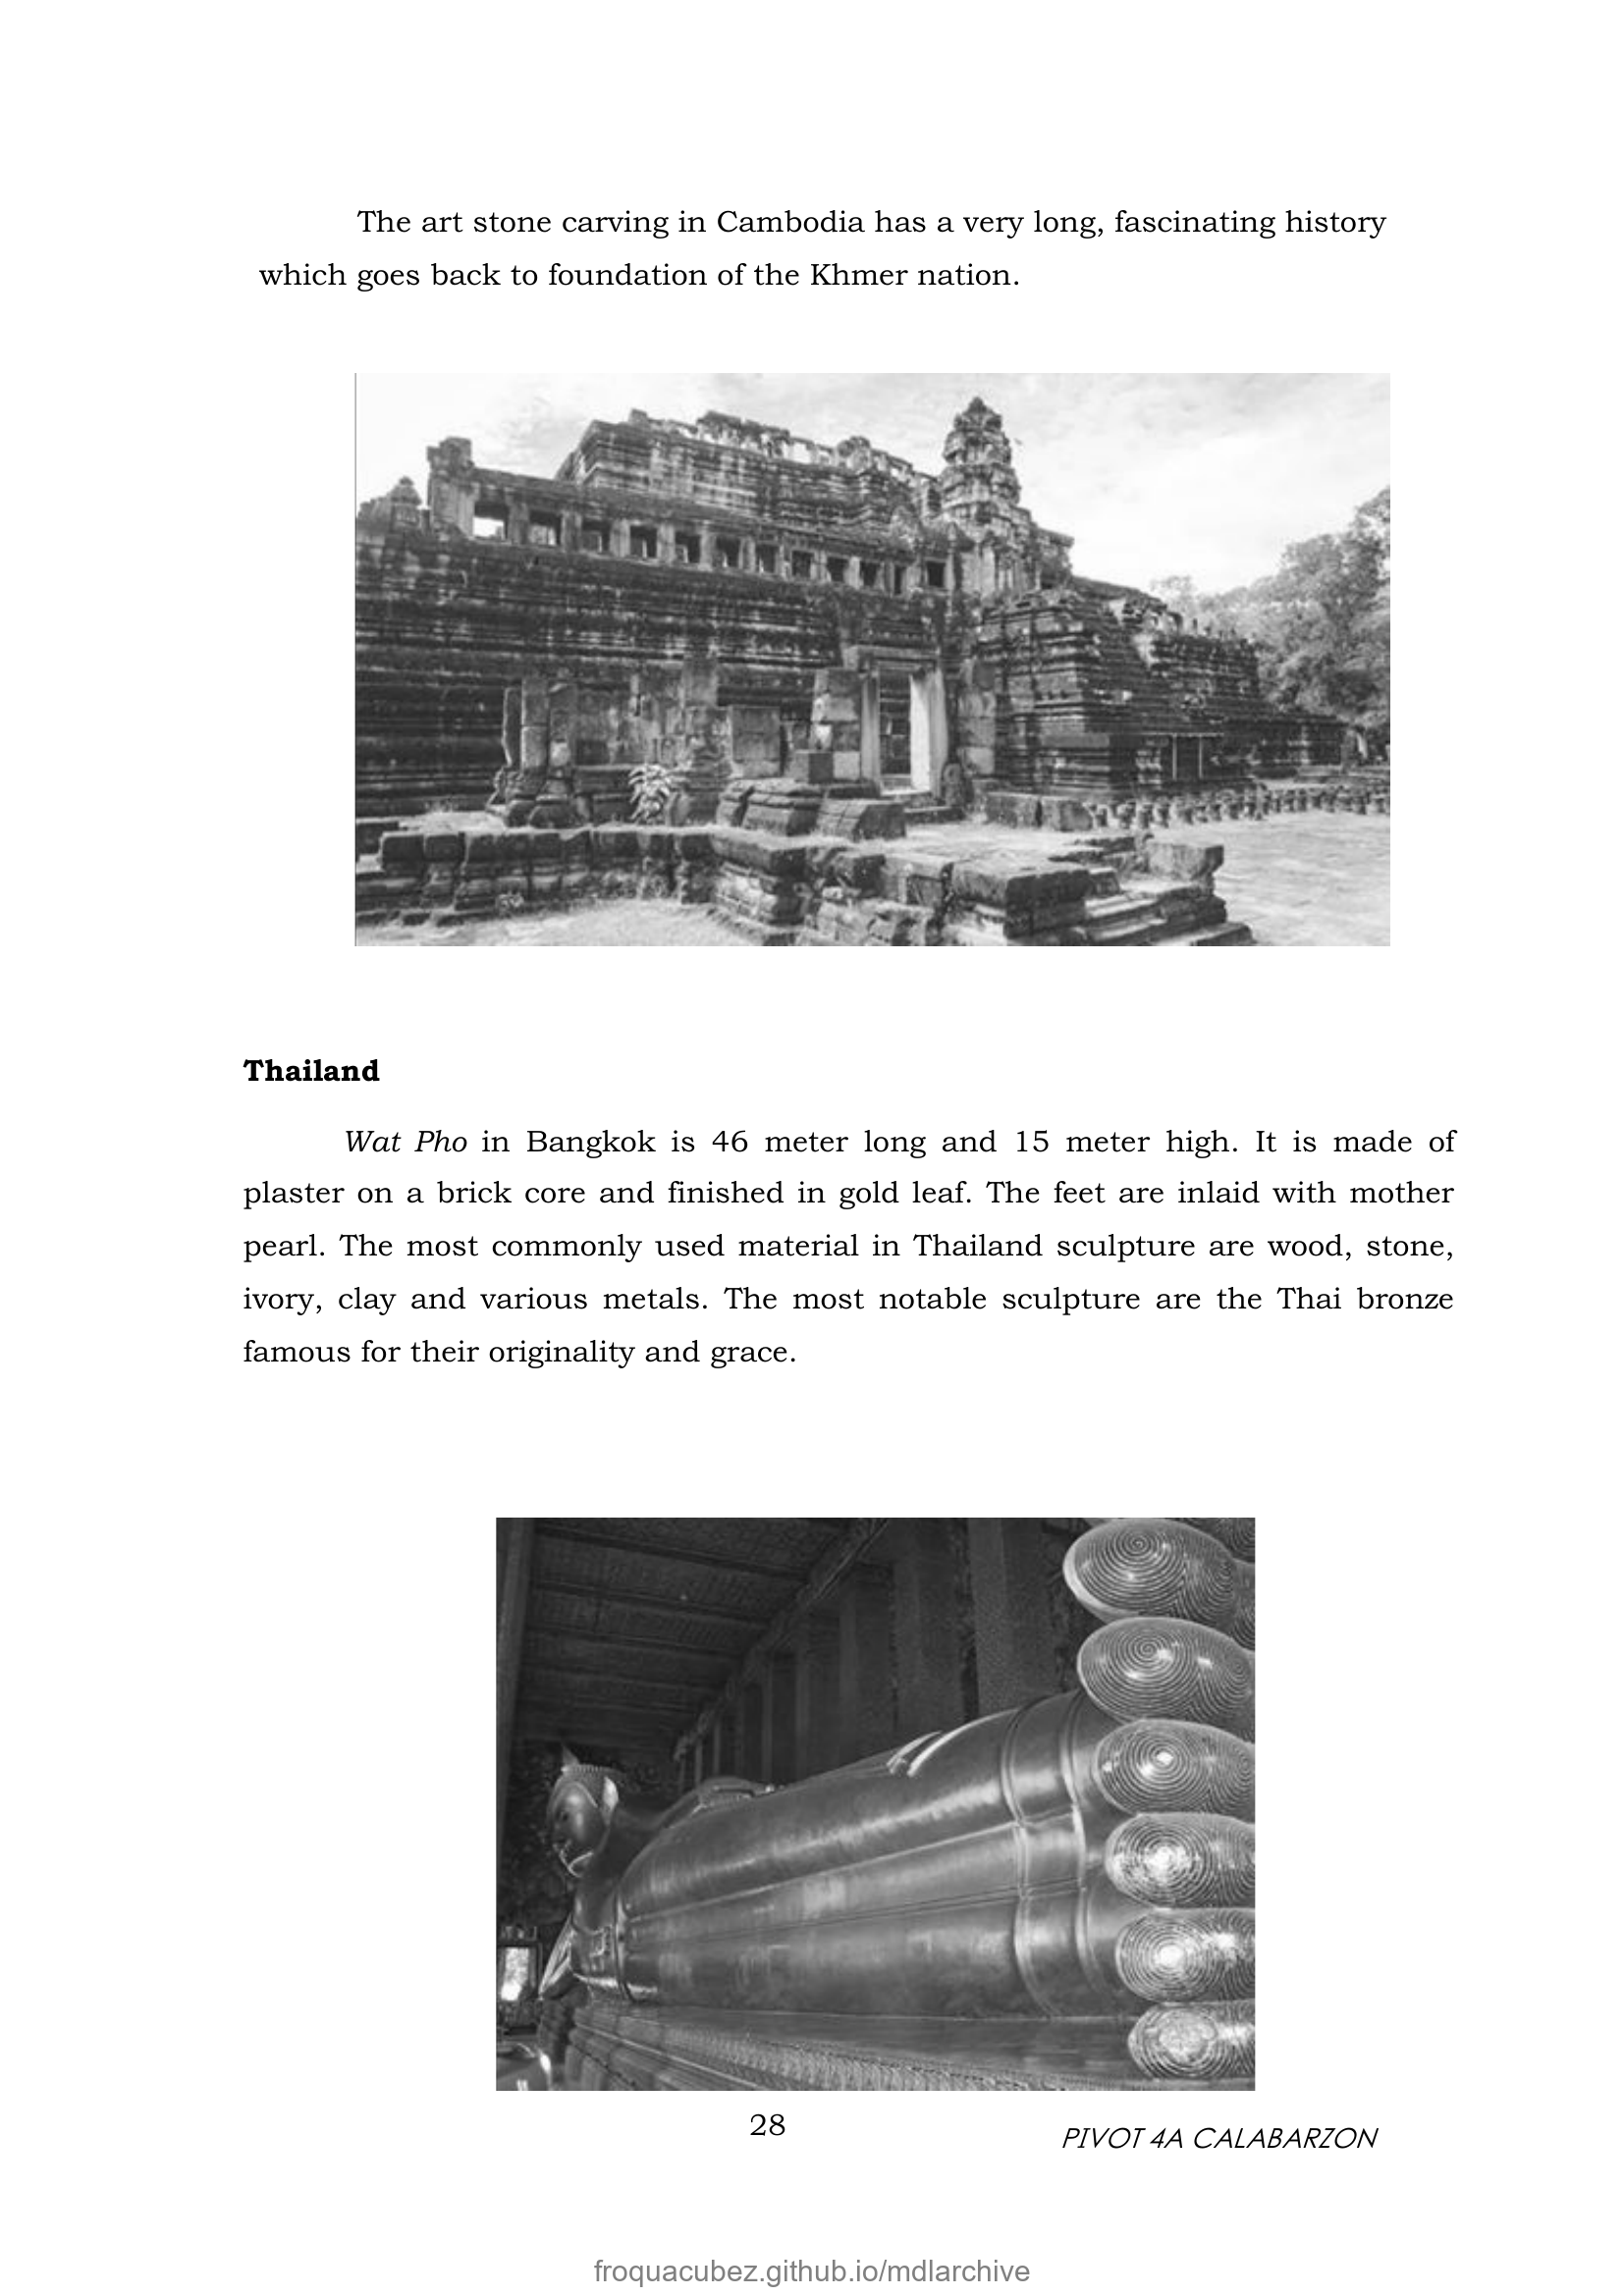 The art stone carving in Cambodia has a very long, fascinating history
which goes back to foundation of the Khmer nation.
Thailand
Wat Pho in Bangkok is 46 meter long and 15 meter high. It is made of
plaster on a brick core and finished in gold leaf. The feet are inlaid with mother
pearl. The most commonly used material in Thailand sculpture are wood, stone,
ivory, clay and various metals. The most notable sculpture are the Thai bronze
famous for their originality and grace.
28
PIVOT 4A CALABARZON
froquacubez.github.io/mdlarchive